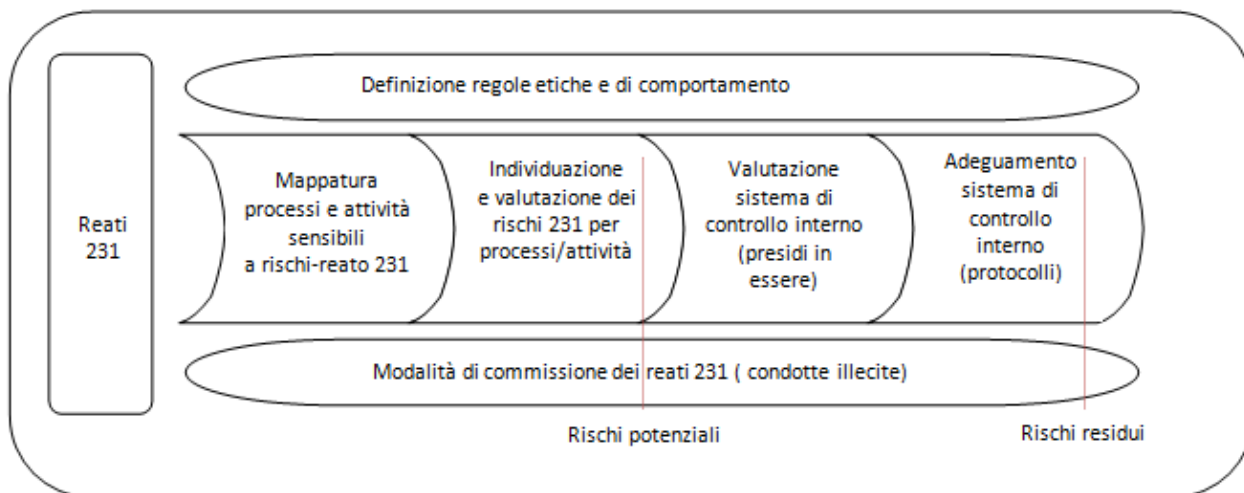 Definizione regole etiche e di comportamento
Reati
231
Mappatura
processi e attività
sensibili
a rischi-reato 231
Individuazione
e valutazione dei
rischi 231 per
processi/attività
Valutazione
sistema di
controllo interno
(presidi in
essere)
Adeguamento
sistema di
controllo
interno
(protocolli)
Modalità di commissione dei reati 231 ( condotte illecite)
Rischi potenziali
Rischi residui